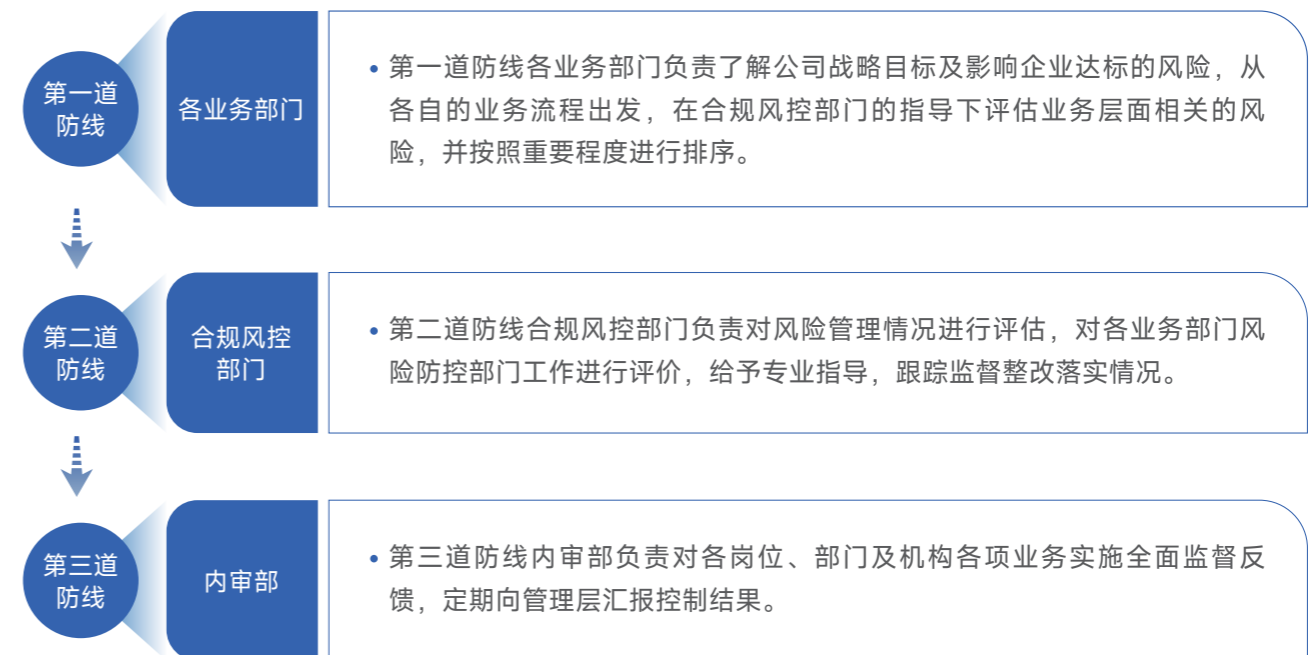 第一道
防线
各业务部门
• 第一道防线各业务部门负责了解公司战略目标及影响企业达标的风险，从
各自的业务流程出发，在合规风控部门的指导下评估业务层面相关的风
险，并按照重要程度进行排序。
第二道
防线
合规风控
部门
• 第二道防线合规风控部门负责对风险管理情况进行评估，对各业务部门风
险防控部门工作进行评价，给予专业指导，跟踪监督整改落实情况。
第三道
防线
内审部
• 第三道防线内审部负责对各岗位、部门及机构各项业务实施全面监督反
馈，定期向管理层汇报控制结果。